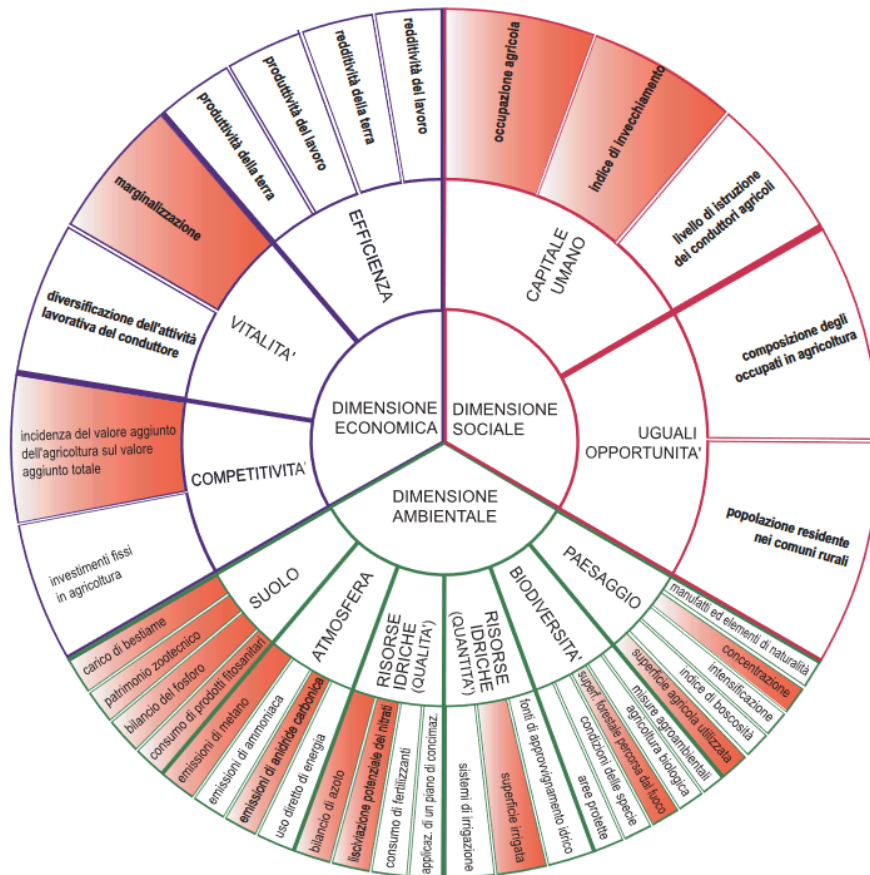 DIMENSIONE
ECONOMICA
EFFICIENZA
redditività del lavoro
redditività della terra
produttività del lavoro
produttività della terra
VITALITA'
marginalizzazione
diversificazione dell'attività
lavorativa del conduttore
COMPETITIVITA'
incidenza del valore aggiunto
dell'agricoltura sul valore
aggiunto totale
investimenti fissi
in agricoltura
DIMENSIONE
SOCIALE
CAPITALE
UMANO
occupazione agricola
indice di invecchiamento
livello di istruzione
dei conduttori agricoli
UGUALI
OPPORTUNITA'
composizione degli
occupati in agricoltura
popolazione residente
nei comuni rurali
DIMENSIONE
AMBIENTALE
SUOLO
carico di bestiame
patrimonio zootecnico
bilancio del fosforo
consumo di prodotti fitosanitari
ATMOSFERA
emissioni di metano
emissioni di ammoniaca
emissioni di anidride carbonica
uso diretto di energia
RISORSE
IDRICHE
(QUALITA')
bilancio di azoto
lisciviazione potenziale dei nitrati
consumo di fertilizzanti
applicaz. di un piano di concimaz.
RISORSE
IDRICHE
(QUANTITA')
sistemi di irrigazione
superficie irrigata
fonti di approvvignamento idrico
BIODIVERSITA'
aree protette
condizioni delle specie
superf. forestale percorsa dal fuoco
agricoltura biologica
misure agroambientali
PAESAGGIO
superficie agricola utilizzata
indice di boscosità
intensificazione
concentrazione
manufatti ed elementi di naturalità